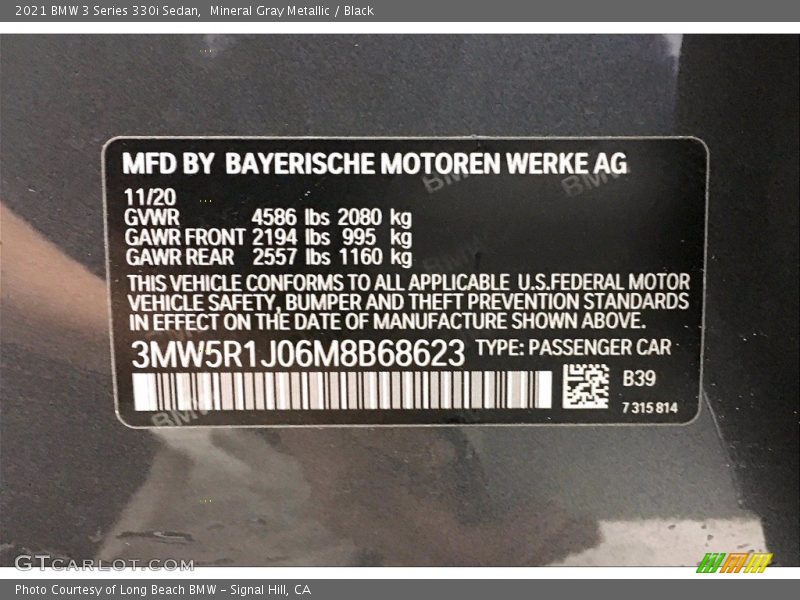 2021 BMW 3 Series 330i Sedan,  Mineral Gray Metallic / Black
MFD BY BAYERISCHE MOTOREN WERKE AG
11/20
GVWR 4586 lbs 2080 kg
GAWR FRONT 2194 lbs 995 kg
GAWR REAR 2557 lbs 1160 kg
THIS VEHICLE CONFORMS TO ALL APPLICABLE U.S.FEDERAL MOTOR
VEHICLE SAFETY, BUMPER AND THEFT PREVENTION STANDARDS
IN EFFECT ON THE DATE OF MANUFACTURE SHOWN ABOVE.
3MW5R1J06M8B68623 TYPE: PASSENGER CAR
B39
7 315 814
GTCARLOT.COM
Photo Courtesy of Long Beach BMW - Signal Hill, CA